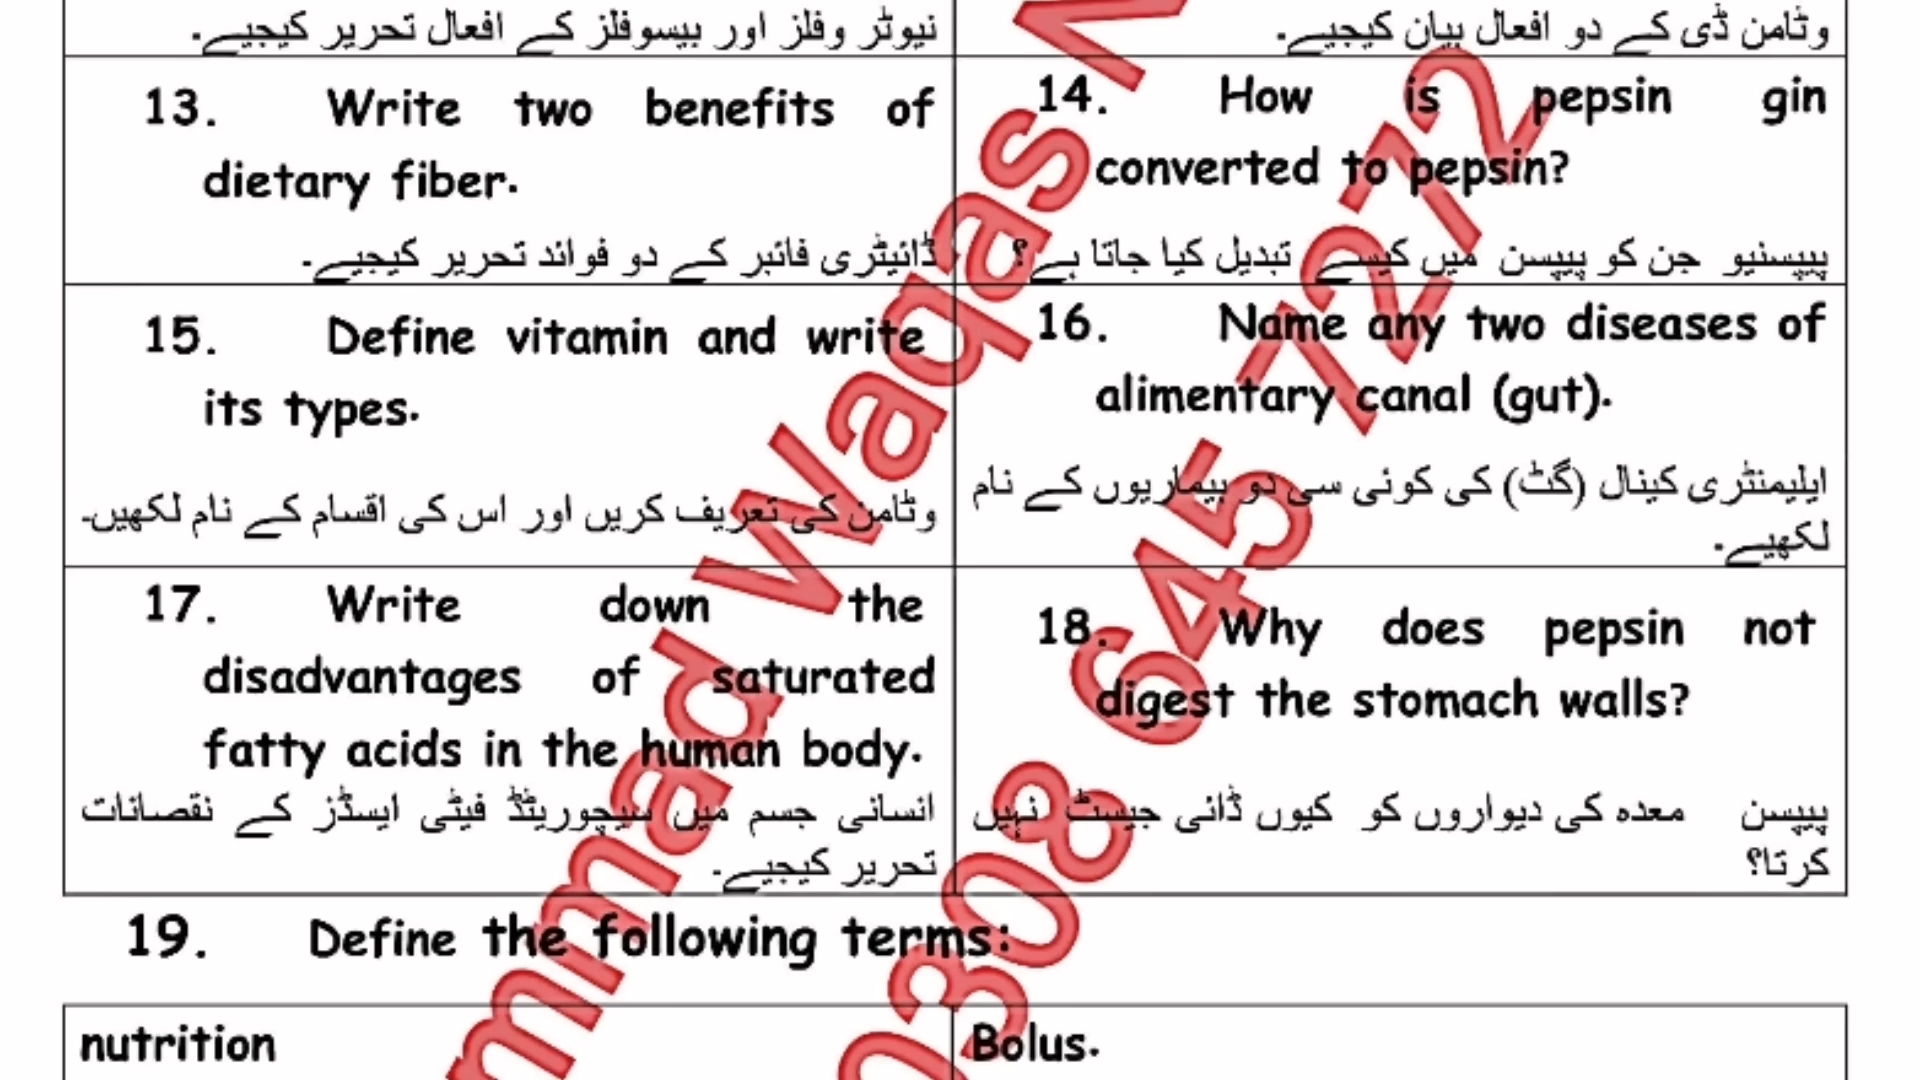 نیوٹر وفلز اور بیسوفلز کے افعال تحریر کیجیے۔
وٹامن ڈی کے دو افعال بیان کیجیے۔
13. Write two benefits of
dietary fiber.
ڈائیٹری فائبر کے دو فوائد تحریر کیجیے۔
14. How is pepsin gin
converted to pepsin?
پیپسنیو جن کو پیپسن میں کیسے تبدیل کیا جاتا ہے؟
15. Define vitamin and write
its types.
وٹامن کی تعریف کریں اور اس کی اقسام کے نام لکھیں۔
16. Name any two diseases of
alimentary canal (gut).
ایلیمنٹری کینال (گٹ) کی کوئی سی دو بیماریوں کے نام
لکھیے۔
17. Write down the
disadvantages of saturated
fatty acids in the human body.
انسانی جسم میں سیچوریٹڈ فیٹی ایسڈز کے نقصانات
تحریر کیجیے۔
18. Why does pepsin not
digest the stomach walls?
پیپسن معدہ کی دیواروں کو کیوں ڈائی جیسٹ نہیں
کرتا؟
19. Define the following terms:
nutrition
Bolus.
mmad Waqas N
0308 645 7272